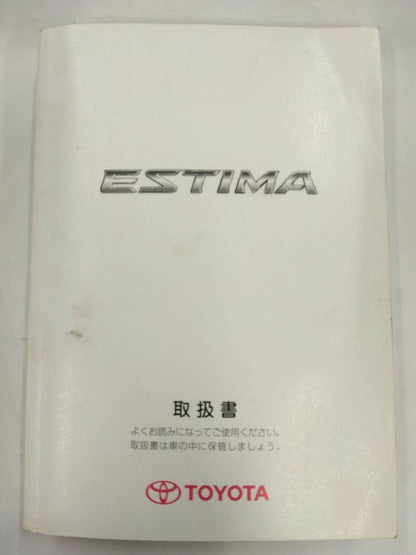 ESTIMA
取扱書
よくお読みになってご使用ください。
取扱書は車の中に保管しましょう。
TOYOTA